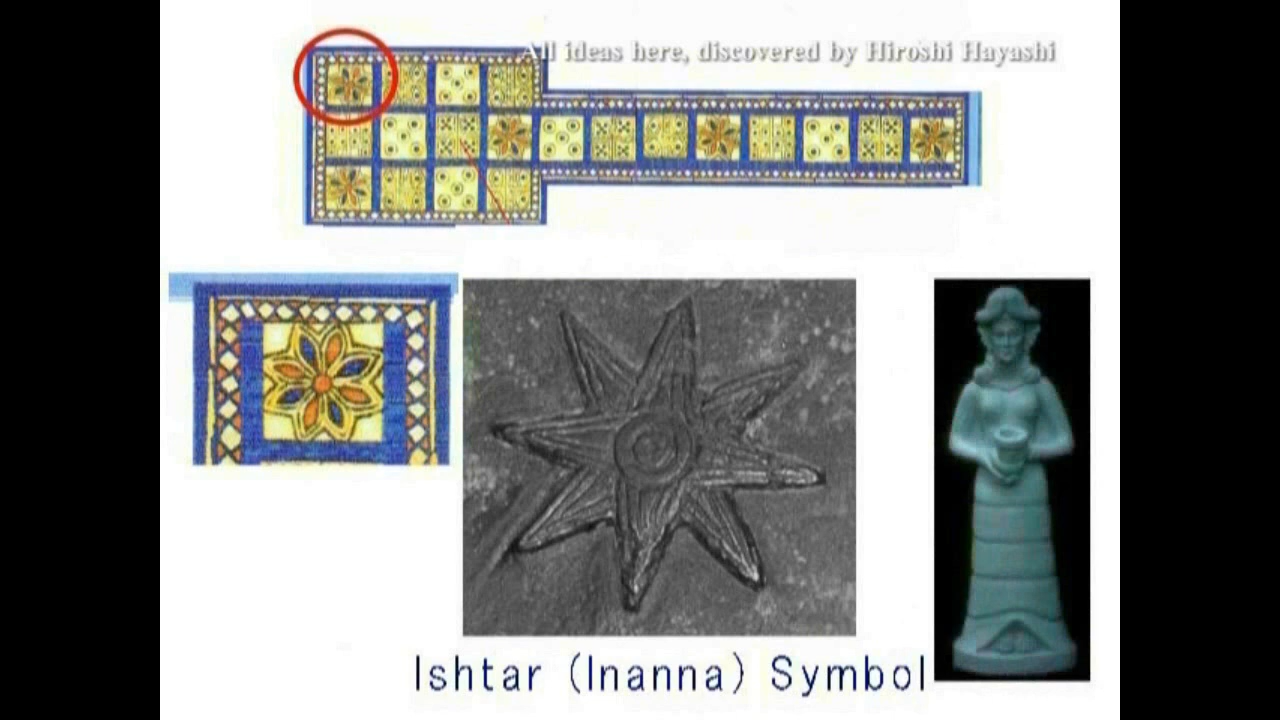 All ideas here, discovered by Hiroshi Hayashi
Ishtar (Inanna) Symbol